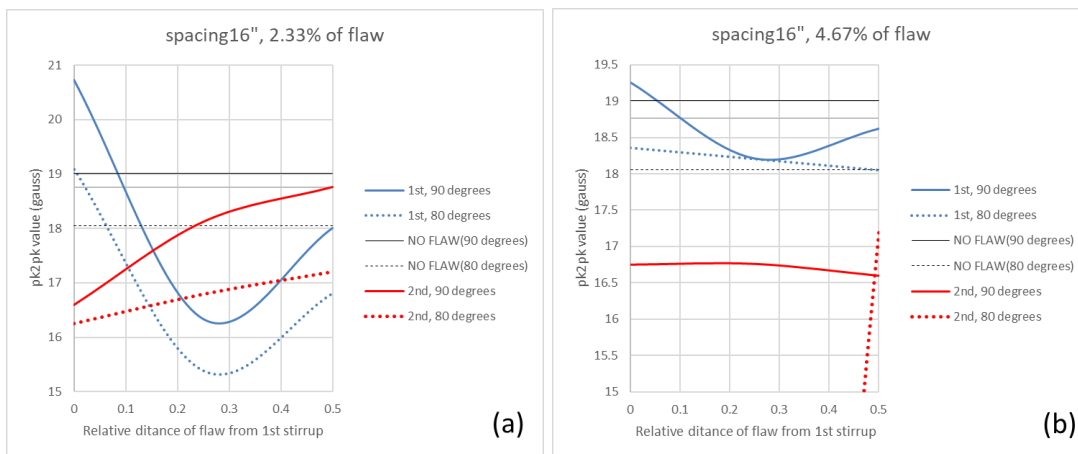 spacing16", 2.33% of flaw
21
20
19
18
17
16
15
0
0.1
0.2
0.3
0.4
0.5
pk2 pk value (gauss)
Relative ditance of flaw from 1st stirrup
1st, 90 degrees
1st, 80 degrees
NO FLAW(90 degrees)
NO FLAW(80 degrees)
2nd, 90 degrees
2nd, 80 degrees
(a)
spacing16", 4.67% of flaw
19.5
19
18.5
18
17.5
17
16.5
16
15.5
15
0
0.1
0.2
0.3
0.4
0.5
pk2 pk value (gauss)
Relative ditance of flaw from 1st stirrup
1st, 90 degrees
1st, 80 degrees
NO FLAW(90 degrees)
NO FLAW(80 degrees)
2nd, 90 degrees
2nd, 80 degrees
(b)